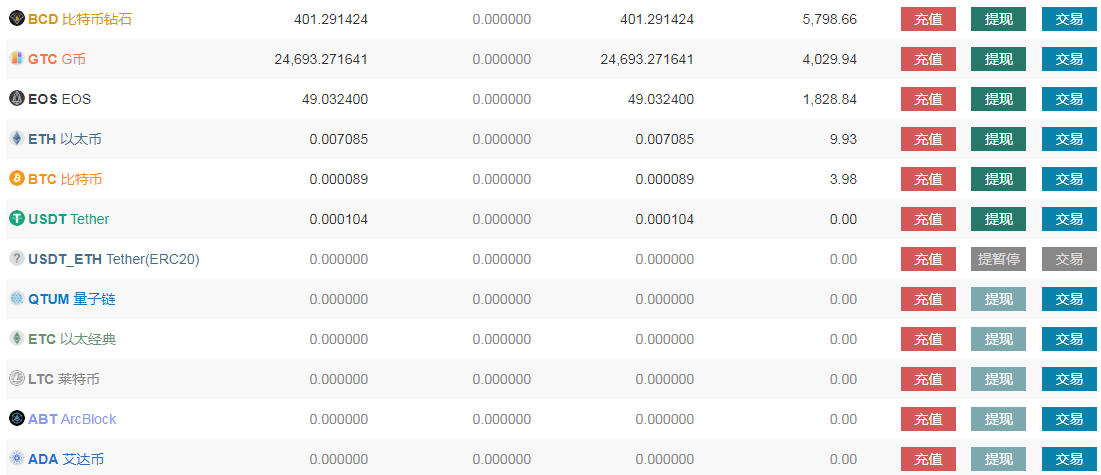 BCD 比特币钻石 401.291424 0.000000 401.291424 5,798.66 充值 提现 交易
GTC G币 24,693.271641 0.000000 24,693.271641 4,029.94 充值 提现 交易
EOS EOS 49.032400 0.000000 49.032400 1,828.84 充值 提现 交易
ETH 以太币 0.007085 0.000000 0.007085 9.93 充值 提现 交易
BTC 比特币 0.000089 0.000000 0.000089 3.98 充值 提现 交易
USDT Tether 0.000104 0.000000 0.000104 0.00 充值 提现 交易
USDT_ETH Tether(ERC20) 0.000000 0.000000 0.000000 0.00 充值 提暂停 交易
QTUM 量子链 0.000000 0.000000 0.000000 0.00 充值 提现 交易
ETC 以太经典 0.000000 0.000000 0.000000 0.00 充值 提现 交易
LTC 莱特币 0.000000 0.000000 0.000000 0.00 充值 提现 交易
ABT ArcBlock 0.000000 0.000000 0.000000 0.00 充值 提现 交易
ADA 艾达币 0.000000 0.000000 0.000000 0.00 充值 提现 交易